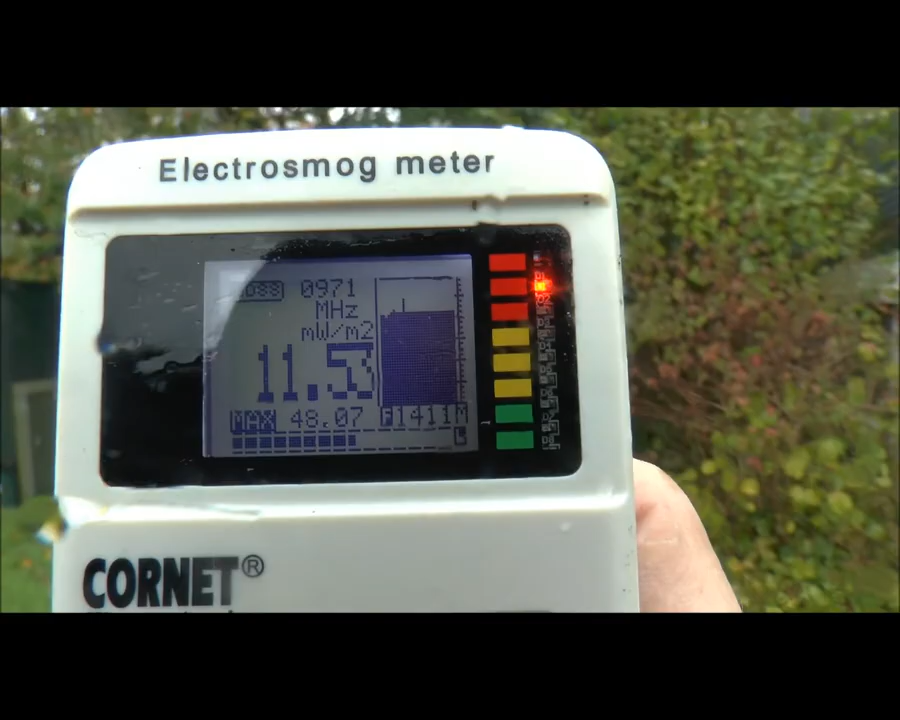 Electrosmog meter
0971
MHz
mW/m2
11.53
MAX 48.07 F1411M
CORNET®